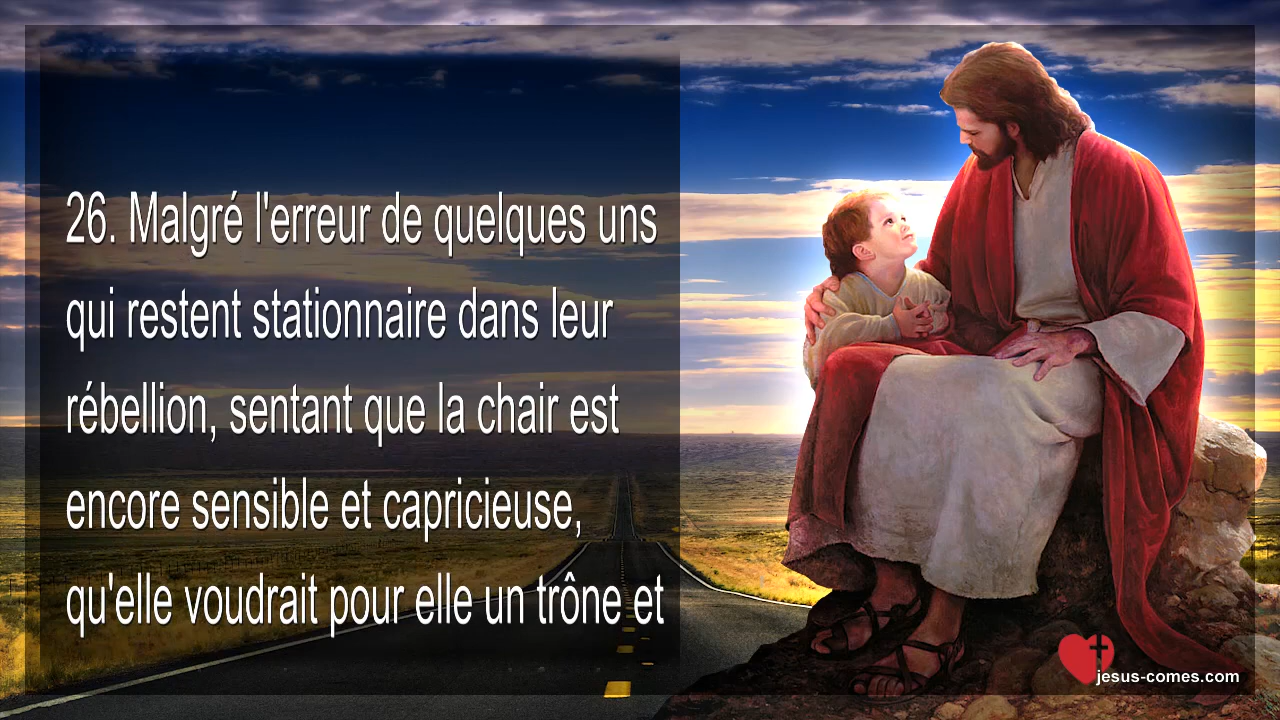 26. Malgré l'erreur de quelques uns
qui restent stationnaire dans leur
rébellion, sentant que la chair est
encore sensible et capricieuse,
qu'elle voudrait pour elle un trône et
jesus-comes.com